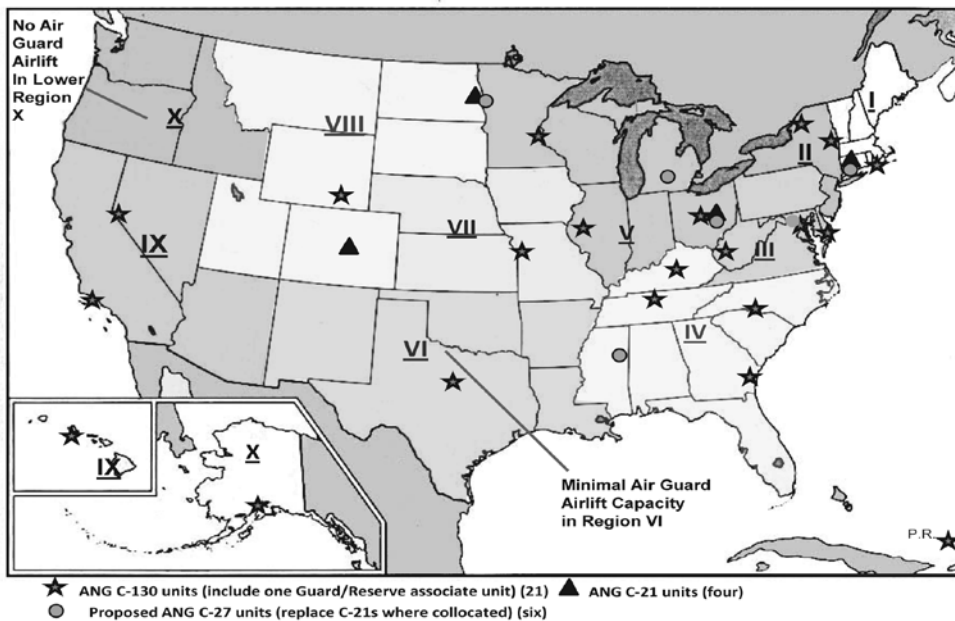 No Air
Guard
Airlift
In Lower
Region
X
X
VIII
I
II
IX
VII
V
III
VI
IV
X
IX
Minimal Air Guard
Airlift Capacity
in Region VI
P.R.
ANG C-130 units (include one Guard/Reserve associate unit) (21)
ANG C-21 units (four)
Proposed ANG C-27 units (replace C-21s where collocated) (six)